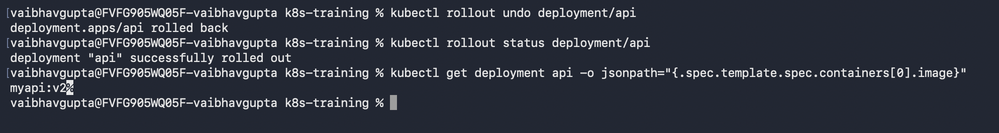 [vaibhavgupta@FVFG905WQ05F-vaibhavgupta k8s-training % kubectl rollout undo deployment/api
deployment.apps/api rolled back
[vaibhavgupta@FVFG905WQ05F-vaibhavgupta k8s-training % kubectl rollout status deployment/api
deployment "api" successfully rolled out
[vaibhavgupta@FVFG905WQ05F-vaibhavgupta k8s-training % kubectl get deployment api -o jsonpath="{.spec.template.spec.containers[0].image}"
myapi:v2%
vaibhavgupta@FVFG905WQ05F-vaibhavgupta k8s-training %